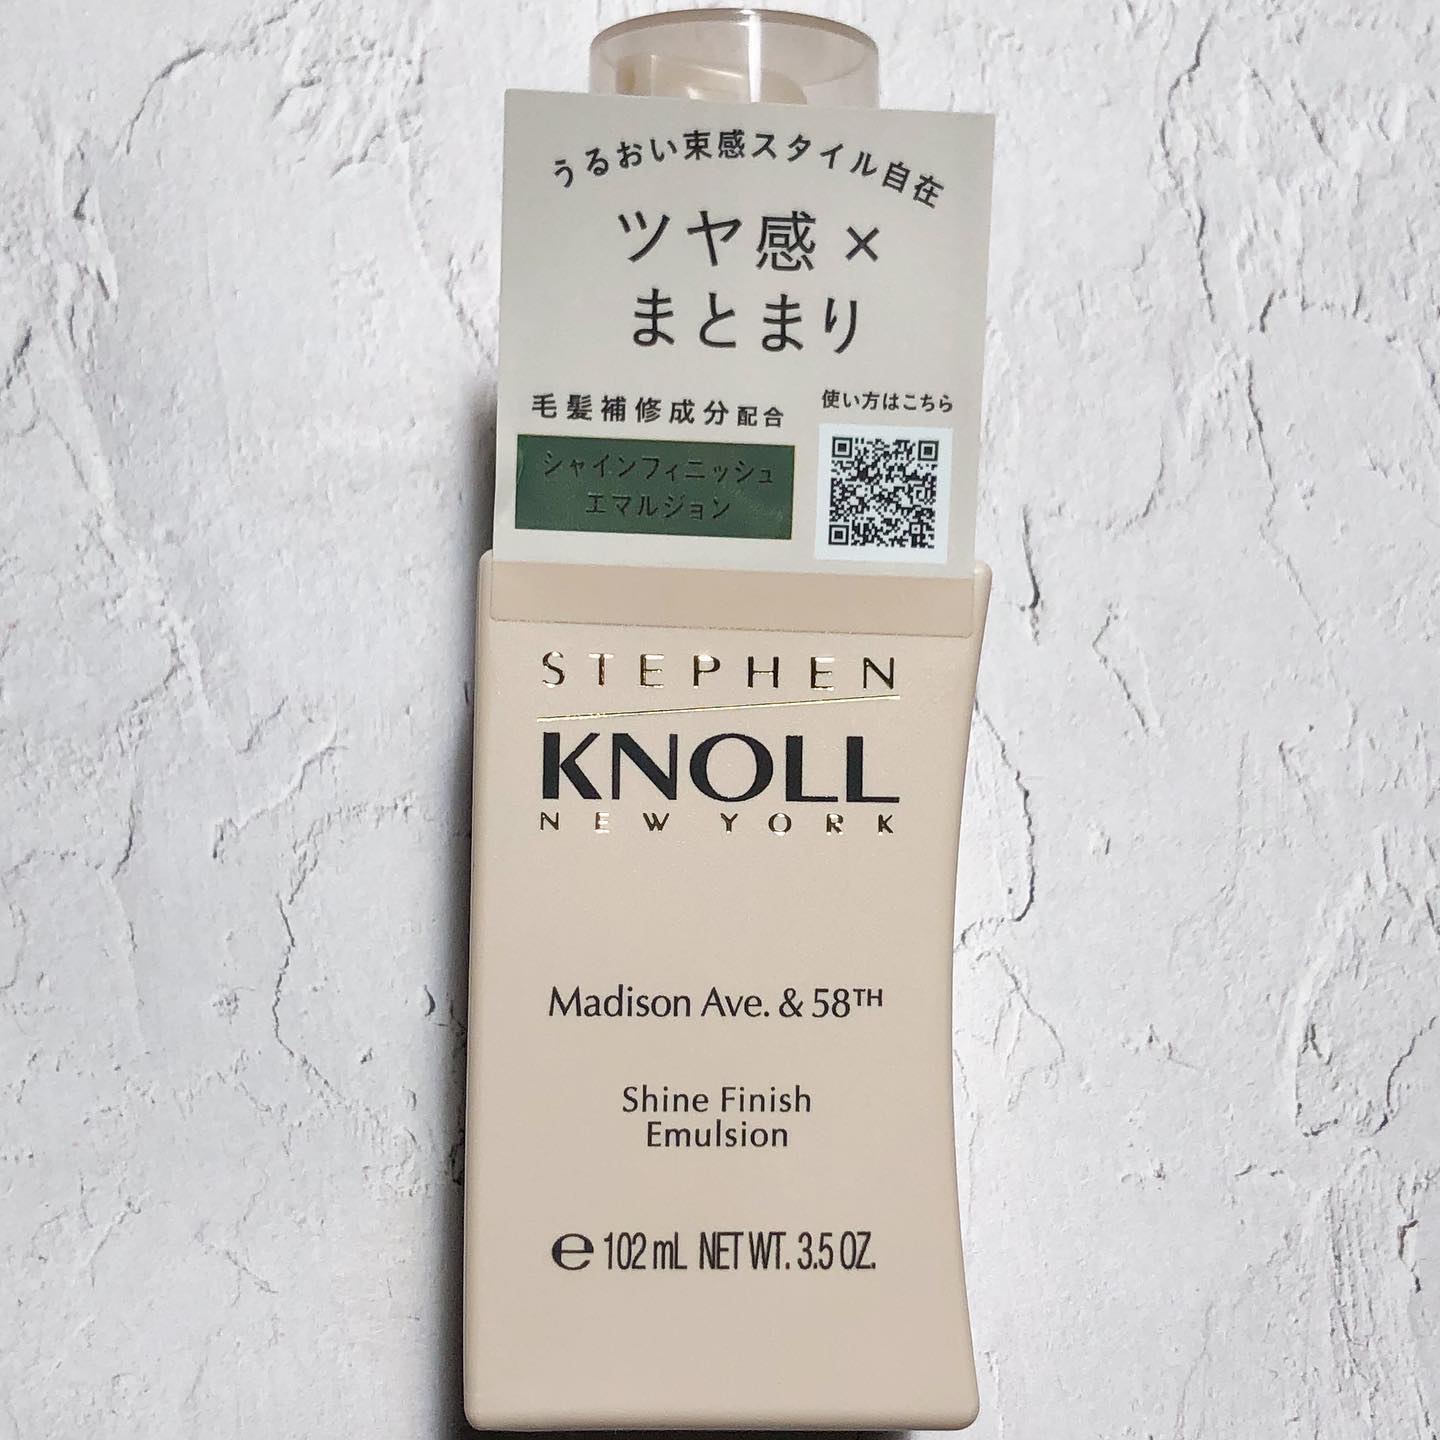 うるおい束感スタイル自在
ツヤ感×
まとまり
毛髪補修成分配合
使い方はこちら
シャインフィニッシュ
エマルジョン
STEPHEN
KNOLL
NEW YORK
Madison Ave. & 58TH
Shine Finish
Emulsion
℮ 102 mL NET WT. 3.5 OZ.